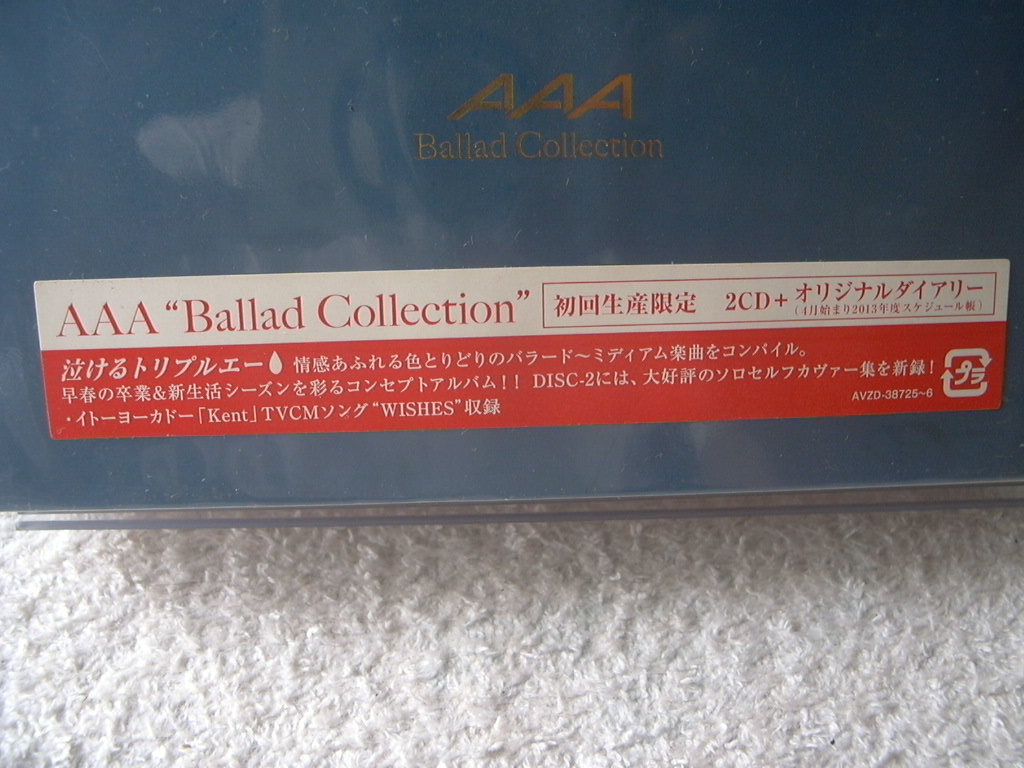 AAA
Ballad Collection
AAA “Ballad Collection”
初回生産限定 2CD+オリジナルダイアリー
(4月始まり2013年度スケジュール帳)
泣けるトリプルエー 情感あふれる色とりどりのバラード〜ミディアム楽曲をコンパイル。
早春の卒業&新生活シーズンを彩るコンセプトアルバム!! DISC-2には、大好評のソロセルフカヴァー集を新録!
・イトーヨーカドー「Kent」TVCMソング“WISHES”収録
AVZD-38725~6
プラ